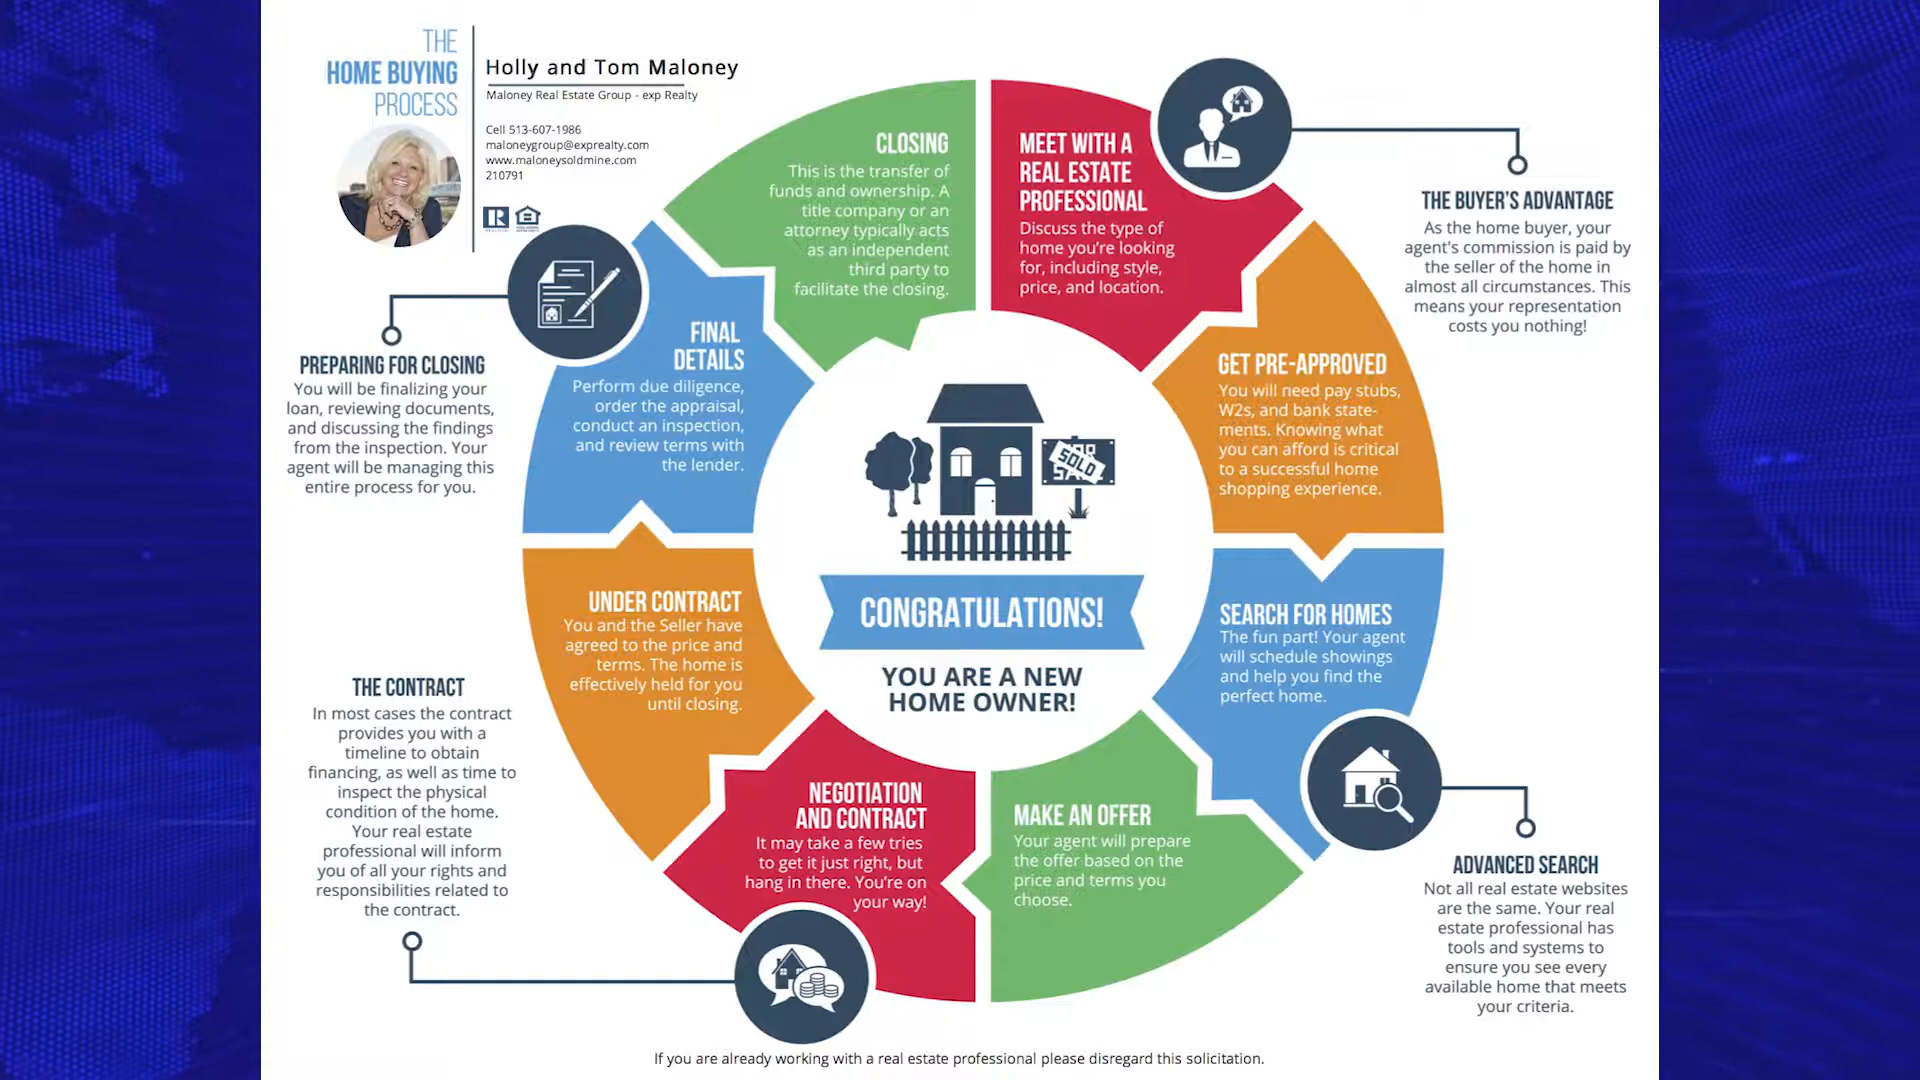 THE
HOME BUYING
PROCESS
Holly and Tom Maloney
Maloney Real Estate Group - exp Realty
Cell 513-607-1986
maloneygroup@exprealty.com
www.maloneysoldmine.com
210791
CLOSING
This is the transfer of
funds and ownership. A
title company or an
attorney typically acts
as an independent
third party to
facilitate the closing.
MEET WITH A
REAL ESTATE
PROFESSIONAL
Discuss the type of
home you're looking
for, including style,
price, and location.
THE BUYER'S ADVANTAGE
As the home buyer, your
agent's commission is paid by
the seller of the home in
almost all circumstances. This
means your representation
costs you nothing!
GET PRE-APPROVED
You will need pay stubs,
W2s, and bank state-
ments. Knowing what
you can afford is critical
to a successful home
shopping experience.
SEARCH FOR HOMES
The fun part! Your agent
will schedule showings
and help you find the
perfect home.
ADVANCED SEARCH
Not all real estate websites
are the same. Your real
estate professional has
tools and systems to
ensure you see every
available home that meets
your criteria.
MAKE AN OFFER
Your agent will prepare
the offer based on the
price and terms you
choose.
NEGOTIATION
AND CONTRACT
It may take a few tries
to get it just right, but
hang in there. You're on
your way!
THE CONTRACT
In most cases the contract
provides you with a
timeline to obtain
financing, as well as time to
inspect the physical
condition of the home.
Your real estate
professional will inform
you of all your rights and
responsibilities related to
the contract.
UNDER CONTRACT
You and the Seller have
agreed to the price and
terms. The home is
effectively held for you
until closing.
FINAL
DETAILS
Perform due diligence,
order the appraisal,
conduct an inspection,
and review terms with
the lender.
PREPARING FOR CLOSING
You will be finalizing your
loan, reviewing documents,
and discussing the findings
from the inspection. Your
agent will be managing this
entire process for you.
SOLD
CONGRATULATIONS!
YOU ARE A NEW
HOME OWNER!
If you are already working with a real estate professional please disregard this solicitation.